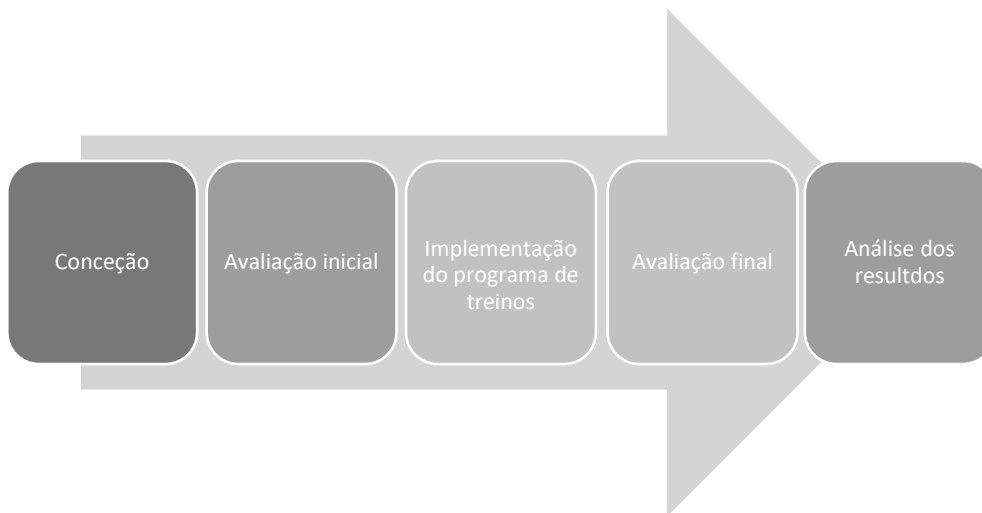 Conceção
Avaliação inicial
Implementação
do programa de
treinos
Avaliação final
Análise dos
resultdos